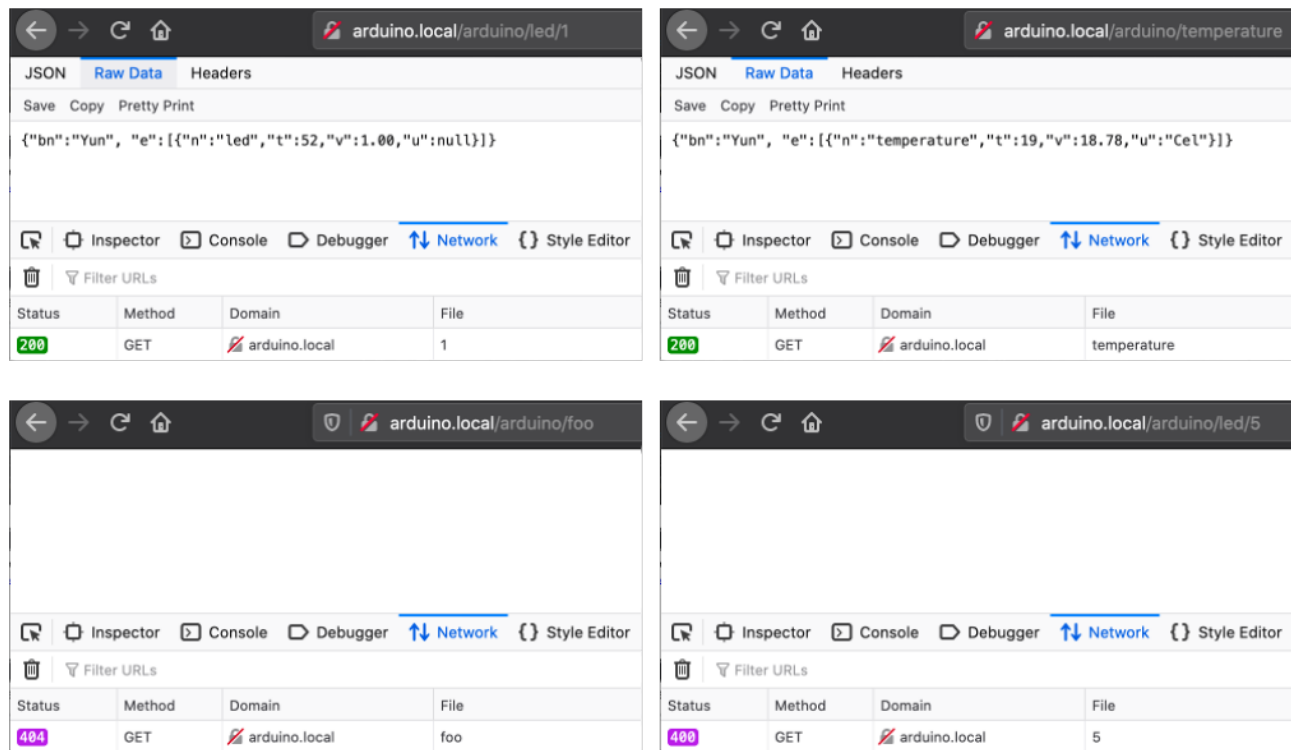 arduino.local/arduino/led/1
JSON Raw Data Headers
Save Copy Pretty Print
{"bn":"Yun", "e":[{"n":"led","t":52,"v":1.00,"u":null}]}
Inspector Console Debugger Network {} Style Editor
Filter URLs
Status Method Domain File
200 GET arduino.local 1
arduino.local/arduino/temperature
JSON Raw Data Headers
Save Copy Pretty Print
{"bn":"Yun", "e":[{"n":"temperature","t":19,"v":18.78,"u":"Cel"}]}
Inspector Console Debugger Network {} Style Editor
Filter URLs
Status Method Domain File
200 GET arduino.local temperature
arduino.local/arduino/foo
Inspector Console Debugger Network {} Style Editor
Filter URLs
Status Method Domain File
404 GET arduino.local foo
arduino.local/arduino/led/5
Inspector Console Debugger Network {} Style Editor
Filter URLs
Status Method Domain File
400 GET arduino.local 5